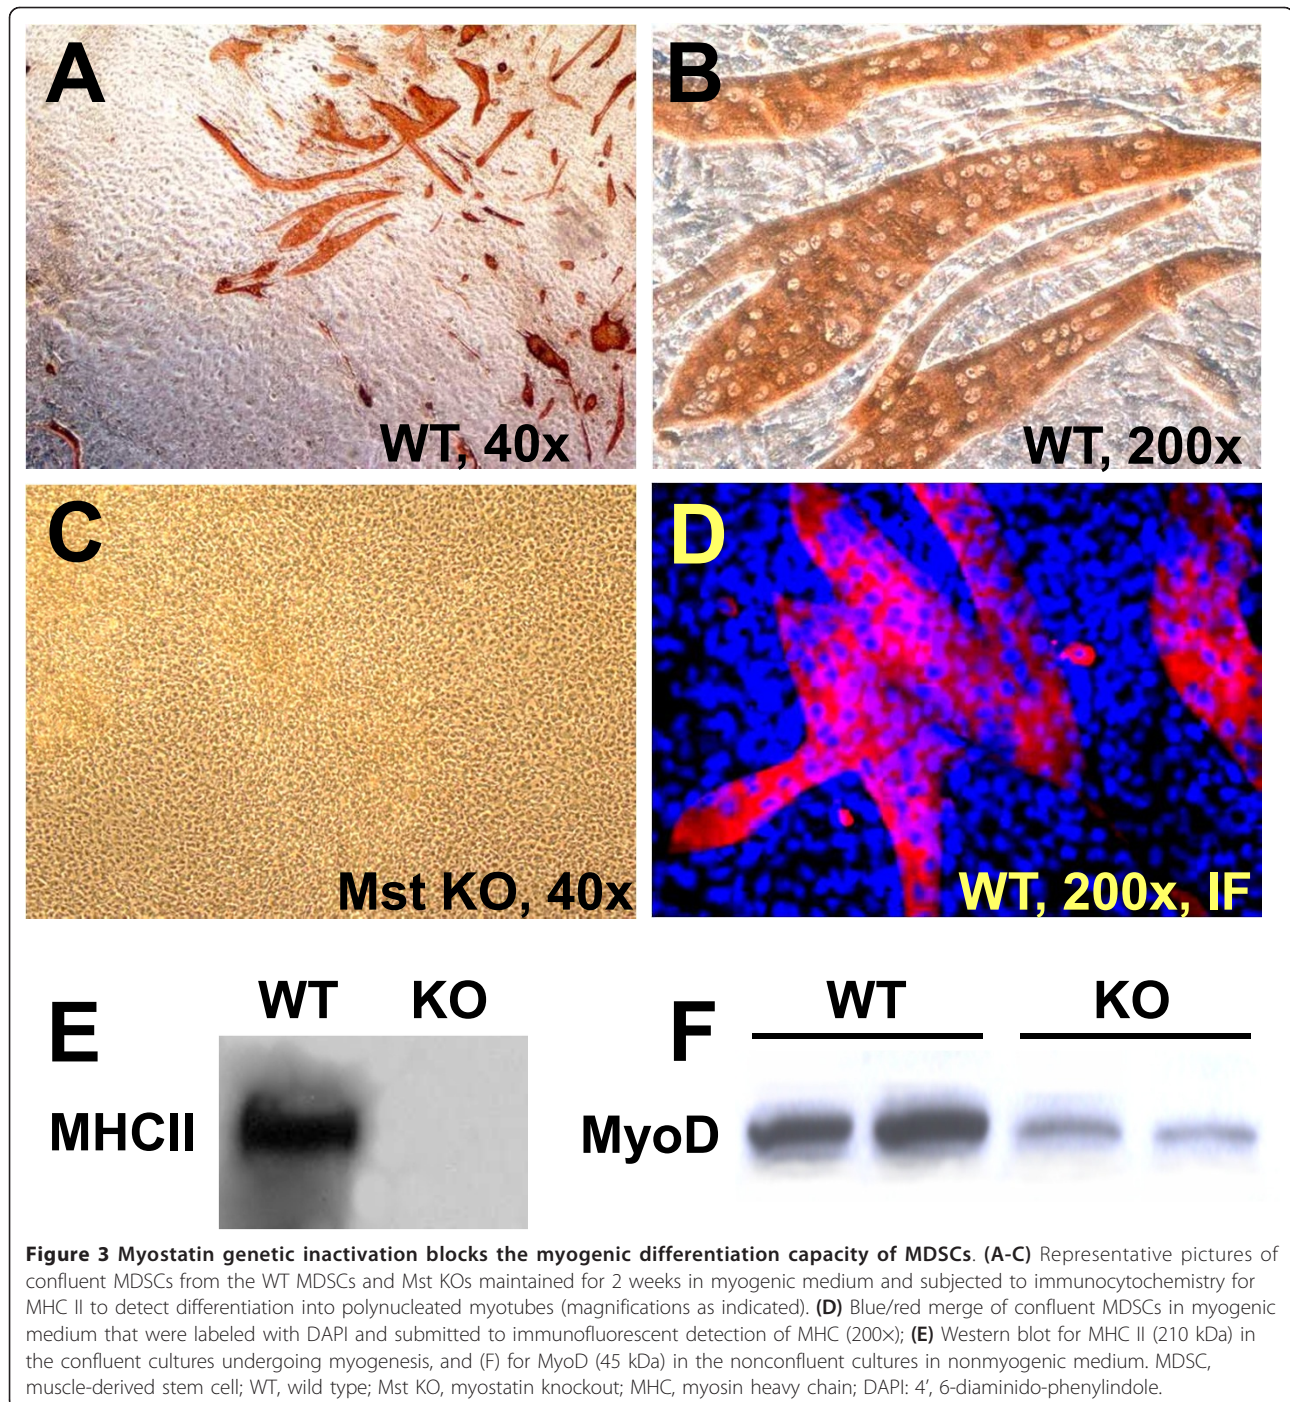 A
WT, 40x
B
WT, 200x
C
Mst KO, 40x
D
WT, 200x, IF
E
WT KO
MHCII
F
WT KO
MyoD
Figure 3 Myostatin genetic inactivation blocks the myogenic differentiation capacity of MDSCs. (A-C) Representative pictures of
confluent MDSCs from the WT MDSCs and Mst KOs maintained for 2 weeks in myogenic medium and subjected to immunocytochemistry for
MHC II to detect differentiation into polynucleated myotubes (magnifications as indicated). (D) Blue/red merge of confluent MDSCs in myogenic
medium that were labeled with DAPI and submitted to immunofluorescent detection of MHC (200×); (E) Western blot for MHC II (210 kDa) in
the confluent cultures undergoing myogenesis, and (F) for MyoD (45 kDa) in the nonconfluent cultures in nonmyogenic medium. MDSC,
muscle-derived stem cell; WT, wild type; Mst KO, myostatin knockout; MHC, myosin heavy chain; DAPI: 4', 6-diaminido-phenylindole.